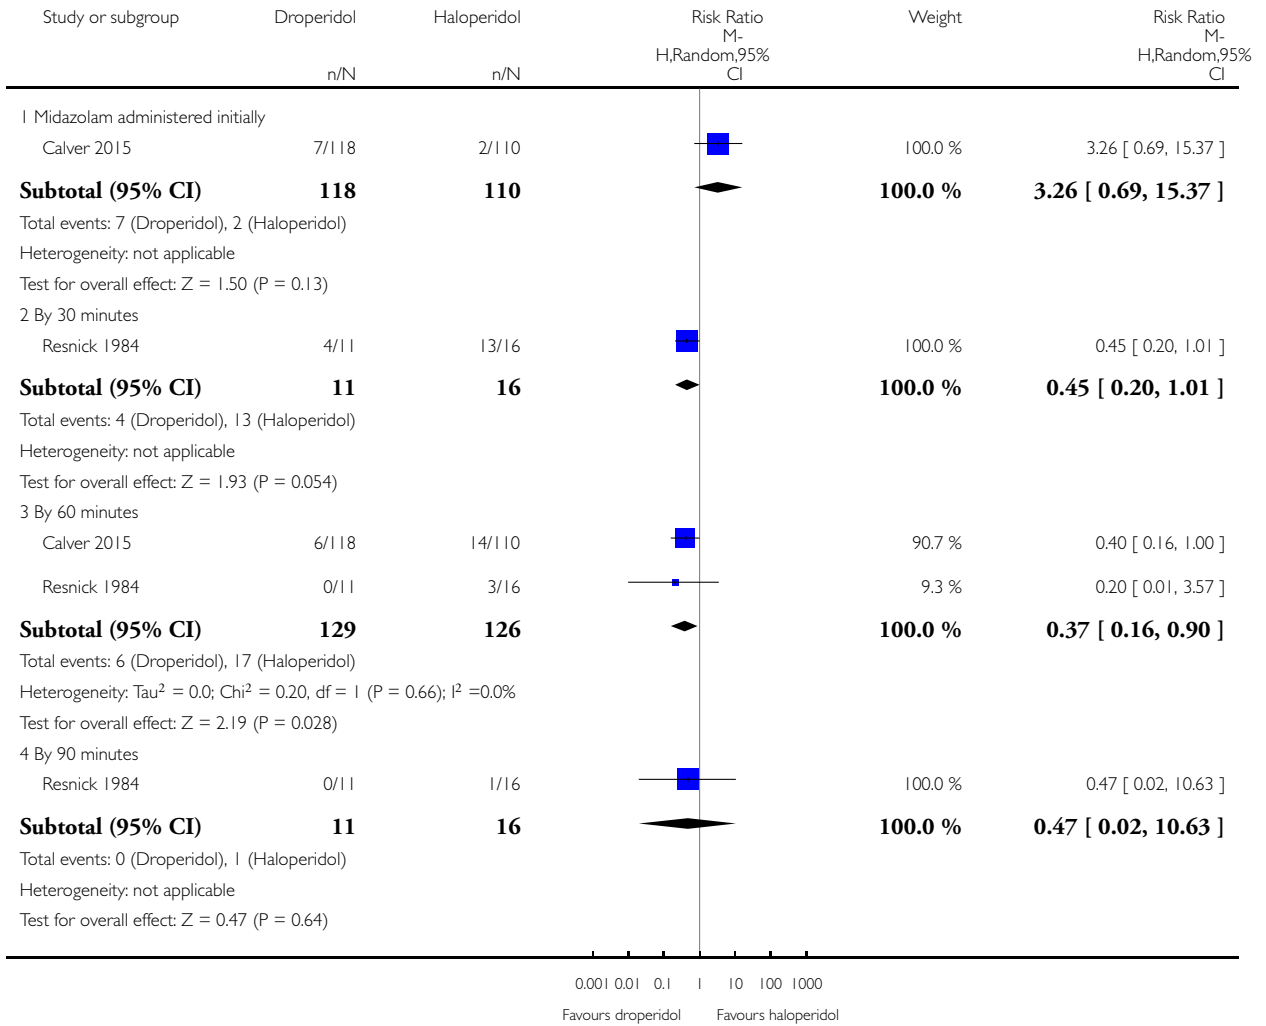 Study or subgroup Droperidol Haloperidol Risk Ratio Weight Risk Ratio
M- M-
H,Random,95% H,Random,95%
n/N n/N CI CI
1 Midazolam administered initially
Calver 2015 7/118 2/110 100.0 % 3.26 [ 0.69, 15.37 ]
Subtotal (95% CI) 118 110 100.0 % 3.26 [ 0.69, 15.37 ]
Total events: 7 (Droperidol), 2 (Haloperidol)
Heterogeneity: not applicable
Test for overall effect: Z = 1.50 (P = 0.13)
2 By 30 minutes
Resnick 1984 4/11 13/16 100.0 % 0.45 [ 0.20, 1.01 ]
Subtotal (95% CI) 11 16 100.0 % 0.45 [ 0.20, 1.01 ]
Total events: 4 (Droperidol), 13 (Haloperidol)
Heterogeneity: not applicable
Test for overall effect: Z = 1.93 (P = 0.054)
3 By 60 minutes
Calver 2015 6/118 14/110 90.7 % 0.40 [ 0.16, 1.00 ]
Resnick 1984 0/11 3/16 9.3 % 0.20 [ 0.01, 3.57 ]
Subtotal (95% CI) 129 126 100.0 % 0.37 [ 0.16, 0.90 ]
Total events: 6 (Droperidol), 17 (Haloperidol)
Heterogeneity: Tau² = 0.0; Chi² = 0.20, df = 1 (P = 0.66); I² =0.0%
Test for overall effect: Z = 2.19 (P = 0.028)
4 By 90 minutes
Resnick 1984 0/11 1/16 100.0 % 0.47 [ 0.02, 10.63 ]
Subtotal (95% CI) 11 16 100.0 % 0.47 [ 0.02, 10.63 ]
Total events: 0 (Droperidol), 1 (Haloperidol)
Heterogeneity: not applicable
Test for overall effect: Z = 0.47 (P = 0.64)
0.001 0.01 0.1 1 10 100 1000
Favours droperidol Favours haloperidol